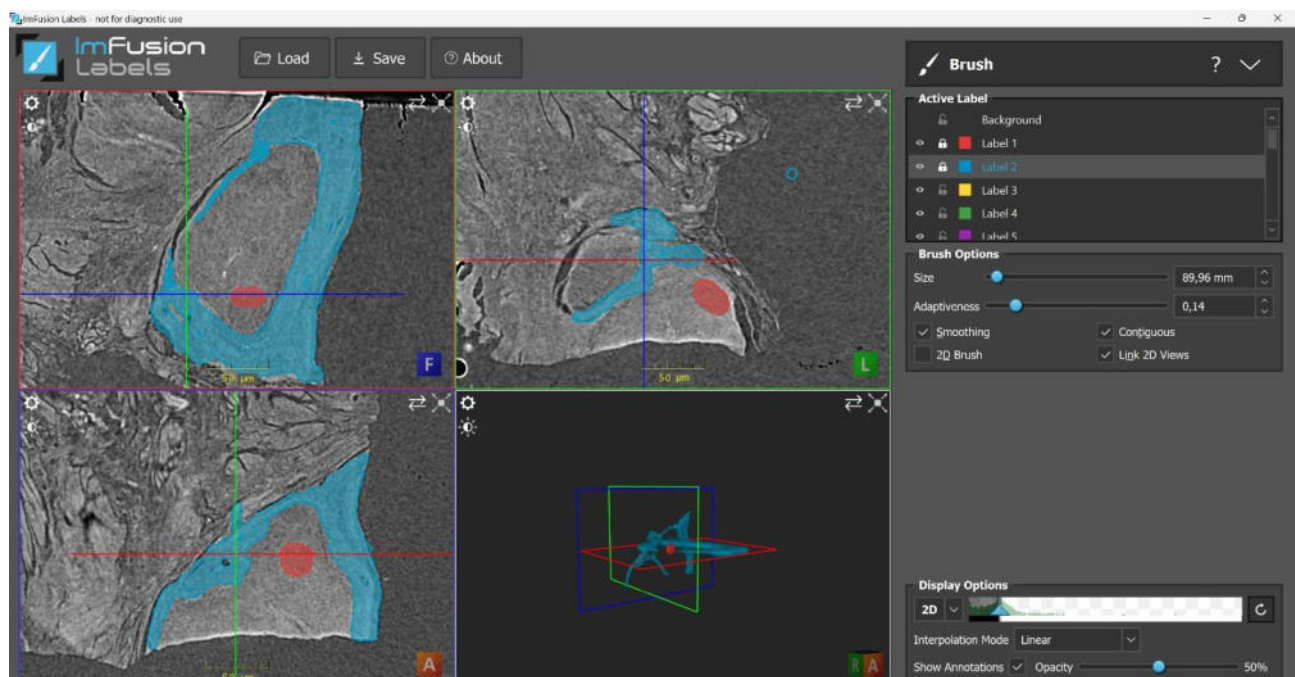 ImFusion Labels - not for diagnostic use
ImFusion
Labels
Load
Save
? About
Brush
?
Active Label
Background
Label 1
Label 2
Label 3
Label 4
Label 5
Brush Options
Size 89,96 mm
Adaptiveness 0,14
Smoothing Contiguous
2D Brush Link 2D Views
F
50 µm
L
50 µm
A
R A
Display Options
2D
Interpolation Mode Linear
Show Annotations Opacity 50%